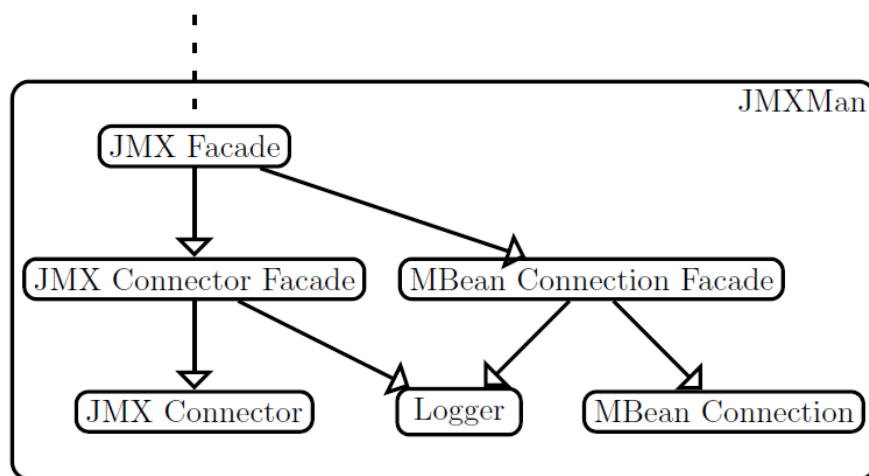 JMXMan
JMX Facade
JMX Connector Facade
MBean Connection Facade
JMX Connector
Logger
MBean Connection